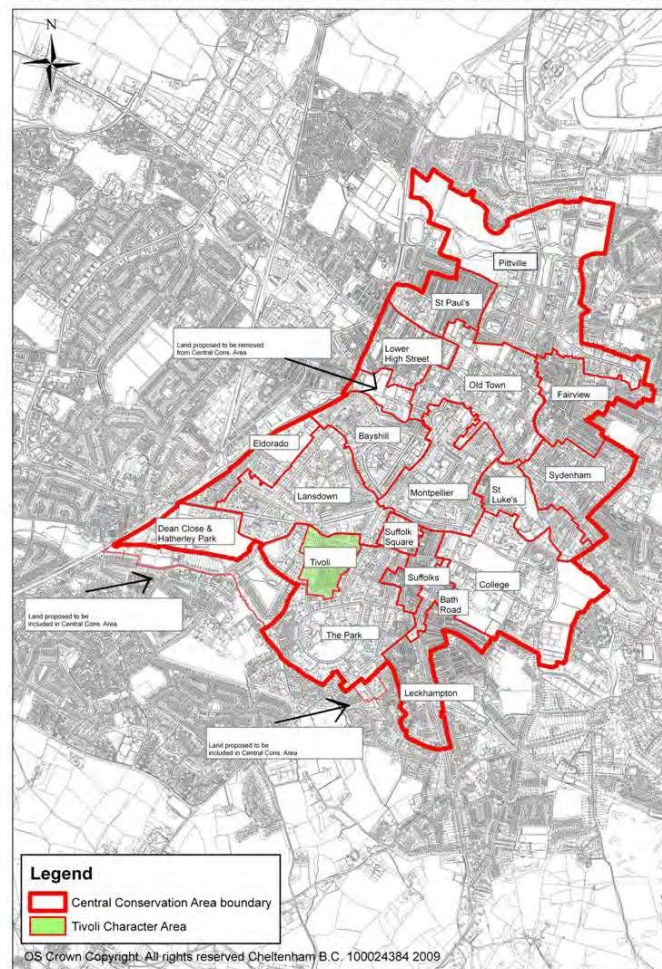 N
Pittville
St Paul's
Land proposed to be removed
from Central Cons. Area
Lower
High Street
Old Town
Fairview
Eldorado
Bayshill
Sydenham
Lansdown
Montpellier
St
Luke's
Dean Close &
Hatherley Park
Suffolk
Square
Tivoli
Suffolks
College
Bath
Road
Land proposed to be
included in Central Cons. Area
The Park
Leckhampton
Land proposed to be
included in Central Cons. Area
Legend
Central Conservation Area boundary
Tivoli Character Area
OS Crown Copyright. All rights reserved Cheltenham B.C. 100024384 2009